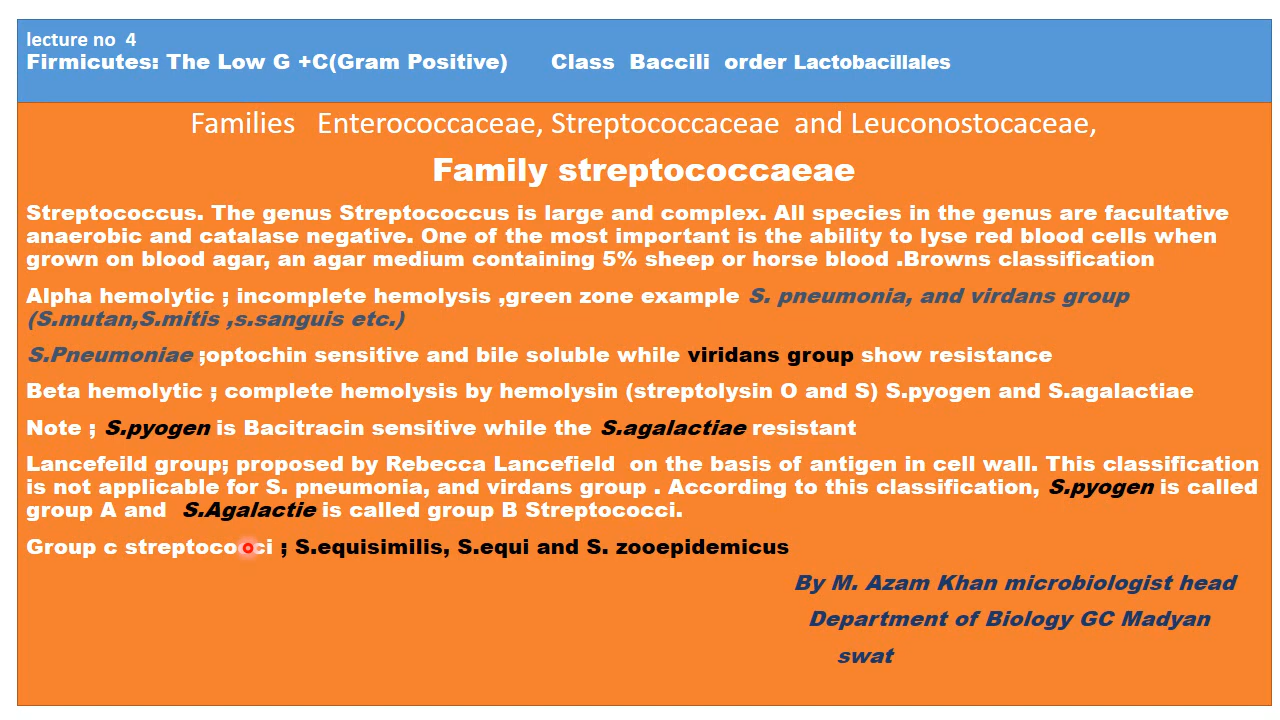 lecture no 4
Firmicutes: The Low G +C(Gram Positive) Class Baccili order Lactobacillales
Families Enterococcaceae, Streptococcaceae and Leuconostocaceae,
Family streptococcaeae
Streptococcus. The genus Streptococcus is large and complex. All species in the genus are facultative
anaerobic and catalase negative. One of the most important is the ability to lyse red blood cells when
grown on blood agar, an agar medium containing 5% sheep or horse blood .Browns classification
Alpha hemolytic ; incomplete hemolysis ,green zone example S. pneumonia, and virdans group
(S.mutan,S.mitis ,s.sanguis etc.)
S.Pneumoniae ;optochin sensitive and bile soluble while viridans group show resistance
Beta hemolytic ; complete hemolysis by hemolysin (streptolysin O and S) S.pyogen and S.agalactiae
Note ; S.pyogen is Bacitracin sensitive while the S.agalactiae resistant
Lancefeild group; proposed by Rebecca Lancefield on the basis of antigen in cell wall. This classification
is not applicable for S. pneumonia, and virdans group . According to this classification, S.pyogen is called
group A and S.Agalactie is called group B Streptococci.
Group c streptococci ; S.equisimilis, S.equi and S. zooepidemicus
By M. Azam Khan microbiologist head
Department of Biology GC Madyan
swat